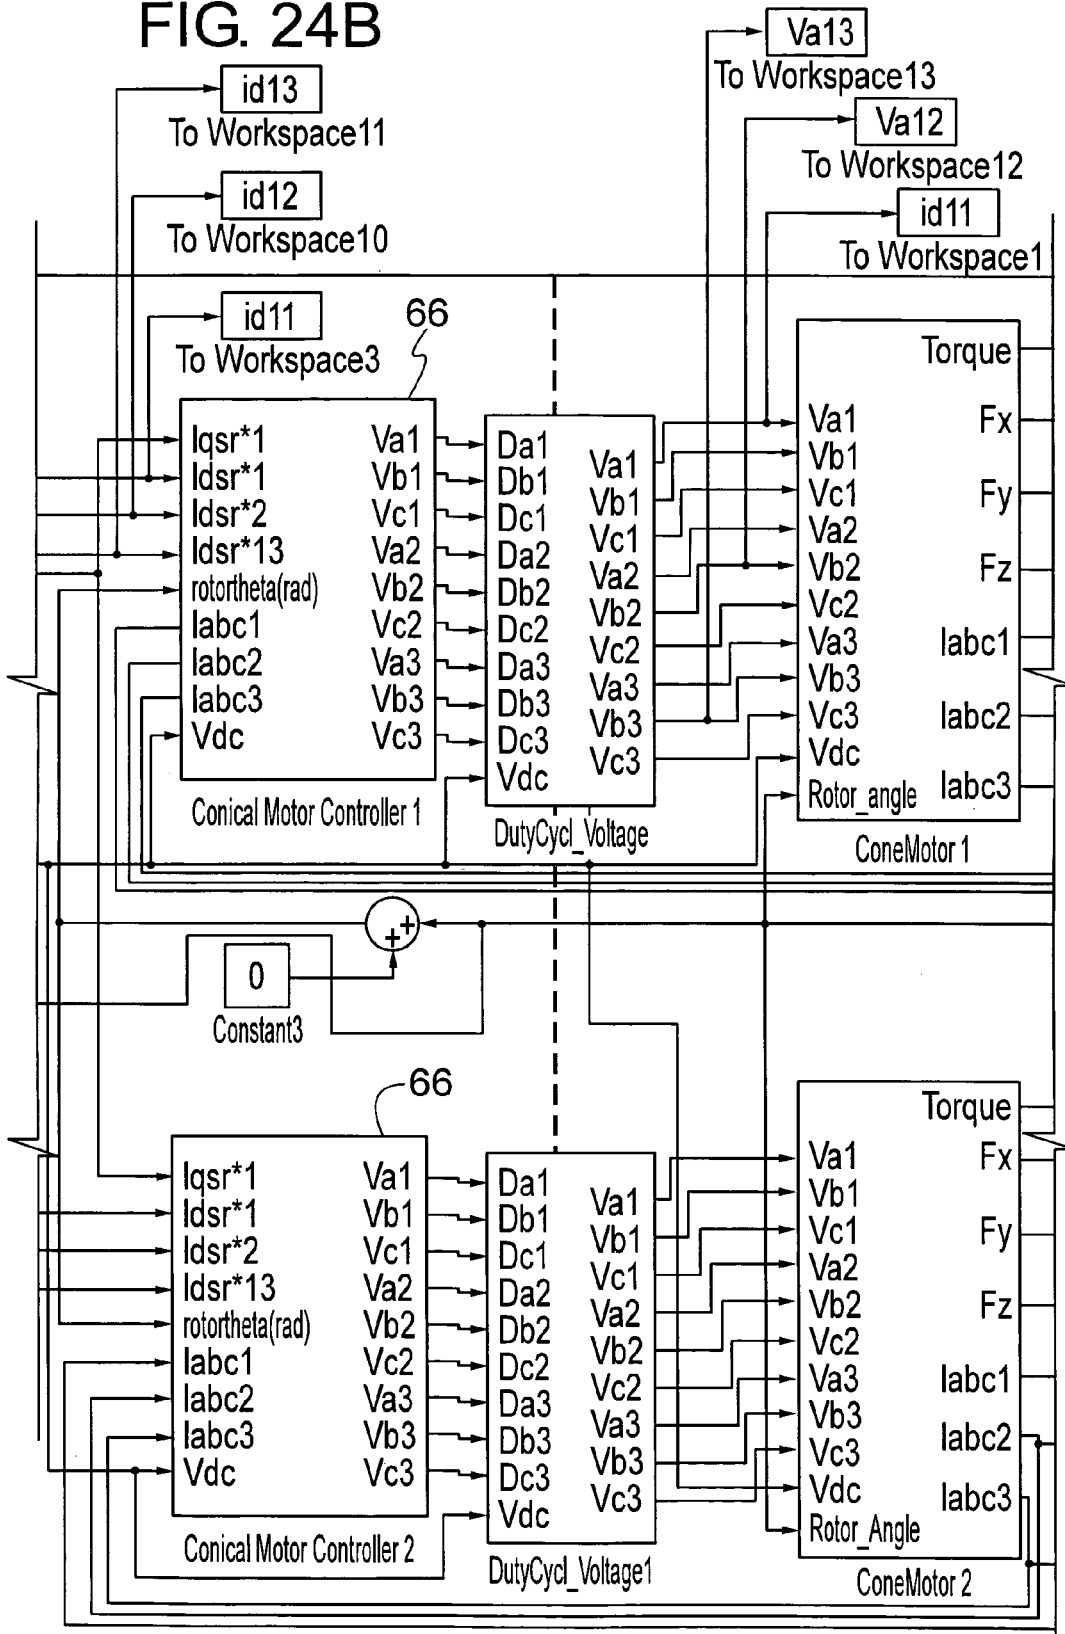 FIG. 24B
Va13
To Workspace13
id13
To Workspace11
Va12
To Workspace12
id12
To Workspace10
id11
To Workspace1
id11
To Workspace3
66
Iqsr*1
Idsr*1
Idsr*2
Idsr*13
rotortheta(rad)
Iabc1
Iabc2
Iabc3
Vdc
Va1
Vb1
Vc1
Va2
Vb2
Vc2
Va3
Vb3
Vc3
Conical Motor Controller 1
Da1
Db1
Dc1
Da2
Db2
Dc2
Da3
Db3
Dc3
Vdc
Va1
Vb1
Vc1
Va2
Vb2
Vc2
Va3
Vb3
Vc3
DutyCycl_Voltage
Va1
Vb1
Vc1
Va2
Vb2
Vc2
Va3
Vb3
Vc3
Vdc
Rotor_angle
Torque
Fx
Fy
Fz
Iabc1
Iabc2
Iabc3
ConeMotor 1
+
+
0
Constant3
66
Iqsr*1
Idsr*1
Idsr*2
Idsr*13
rotortheta(rad)
Iabc1
Iabc2
Iabc3
Vdc
Va1
Vb1
Vc1
Va2
Vb2
Vc2
Va3
Vb3
Vc3
Conical Motor Controller 2
Da1
Db1
Dc1
Da2
Db2
Dc2
Da3
Db3
Dc3
Vdc
Va1
Vb1
Vc1
Va2
Vb2
Vc2
Va3
Vb3
Vc3
DutyCycl_Voltage1
Va1
Vb1
Vc1
Va2
Vb2
Vc2
Va3
Vb3
Vc3
Vdc
Rotor_Angle
Torque
Fx
Fy
Fz
Iabc1
Iabc2
Iabc3
ConeMotor 2